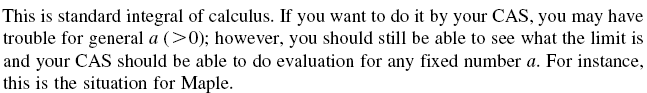 This is standard integral of calculus. If you want to do it by your CAS, you may have
trouble for general a (>0); however, you should still be able to see what the limit is
and your CAS should be able to do evaluation for any fixed number a. For instance,
this is the situation for Maple.